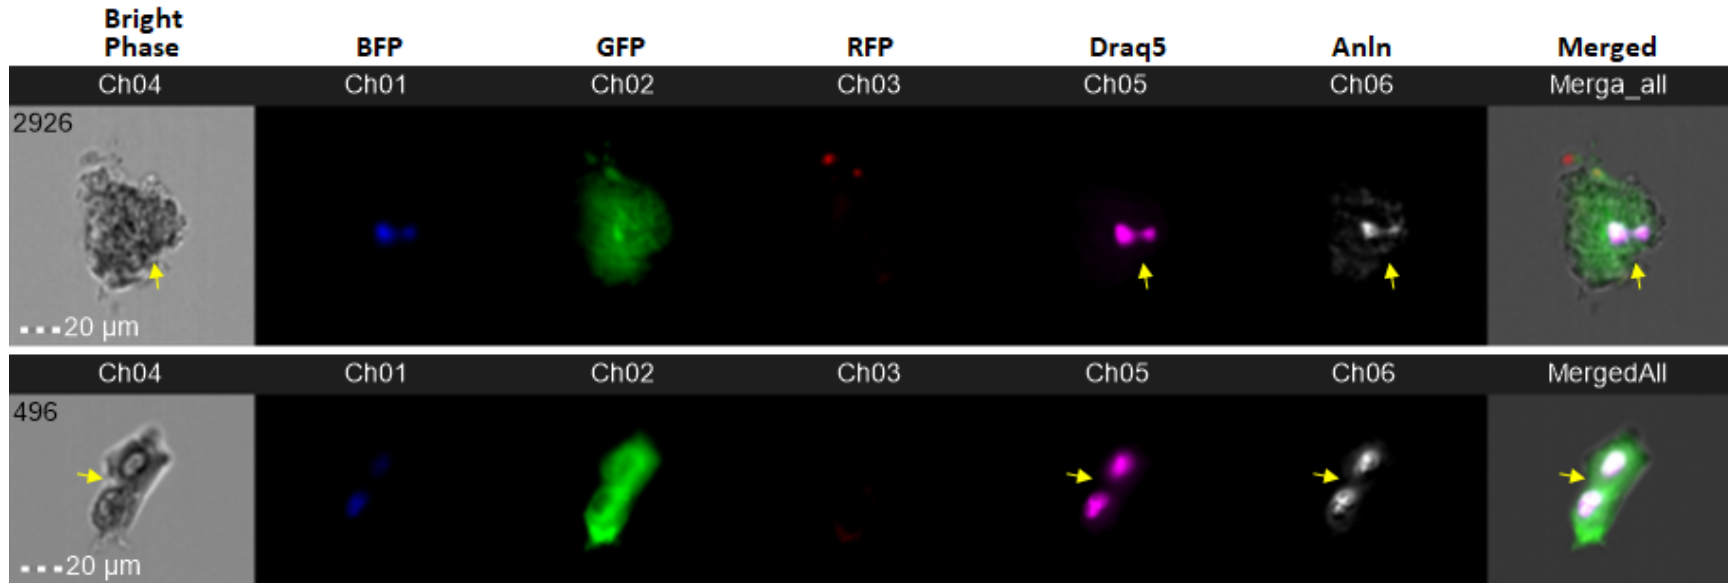 Bright
Phase BFP GFP RFP Draq5 Anln Merged
Ch04 Ch01 Ch02 Ch03 Ch05 Ch06 Merga_all
2926
20 µm
Ch04 Ch01 Ch02 Ch03 Ch05 Ch06 MergedAll
496
20 µm